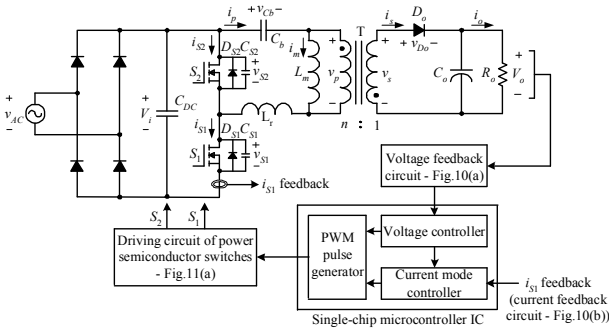 i_p
+ v_Cb −
C_b
T
i_s
D_o
i_o
+ v_Do −
i_S2
D_S2 C_S2
S_2
+ v_S2 −
i_m
L_m
+ v_p −
+ v_s −
C_o
R_o
+ V_o −
+ v_AC −
+ V_i −
C_DC
L_r
n : 1
i_S1
D_S1 C_S1
S_1
+ v_S1 −
i_S1 feedback
S_2
S_1
Voltage feedback
circuit - Fig.10(a)
Driving circuit of power
semiconductor switches
- Fig.11(a)
PWM
pulse
generator
Voltage controller
Current mode
controller
Single-chip microcontroller IC
i_S1 feedback
(current feedback
circuit - Fig.10(b))